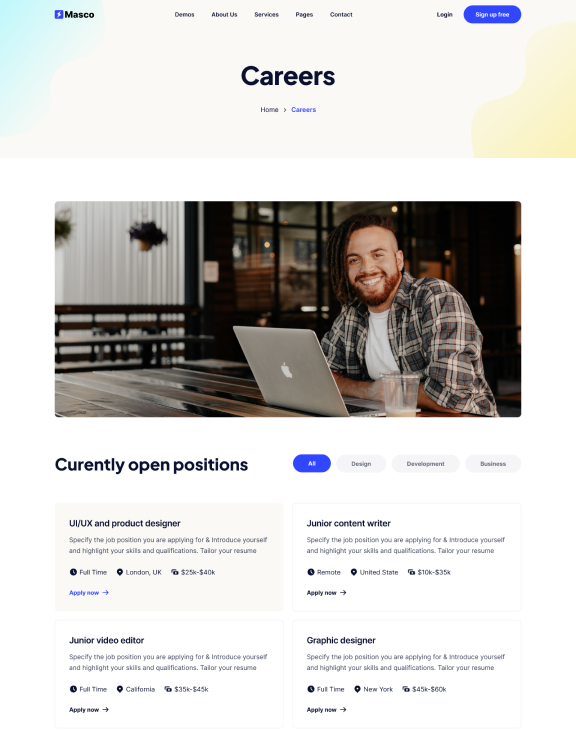 Masco
Demos About Us Services Pages Contact
Login Sign up free
Careers
Home > Careers
Curently open positions
All Design Development Business
UI/UX and product designer
Specify the job position you are applying for & Introduce yourself
and highlight your skills and qualifications. Tailor your resume
Full Time London, UK $25k-$40k
Apply now →
Junior content writer
Specify the job position you are applying for & Introduce yourself
and highlight your skills and qualifications. Tailor your resume
Remote United State $10k-$35k
Apply now →
Junior video editor
Specify the job position you are applying for & Introduce yourself
and highlight your skills and qualifications. Tailor your resume
Full Time California $35k-$45k
Apply now →
Graphic designer
Specify the job position you are applying for & Introduce yourself
and highlight your skills and qualifications. Tailor your resume
Full Time New York $45k-$60k
Apply now →